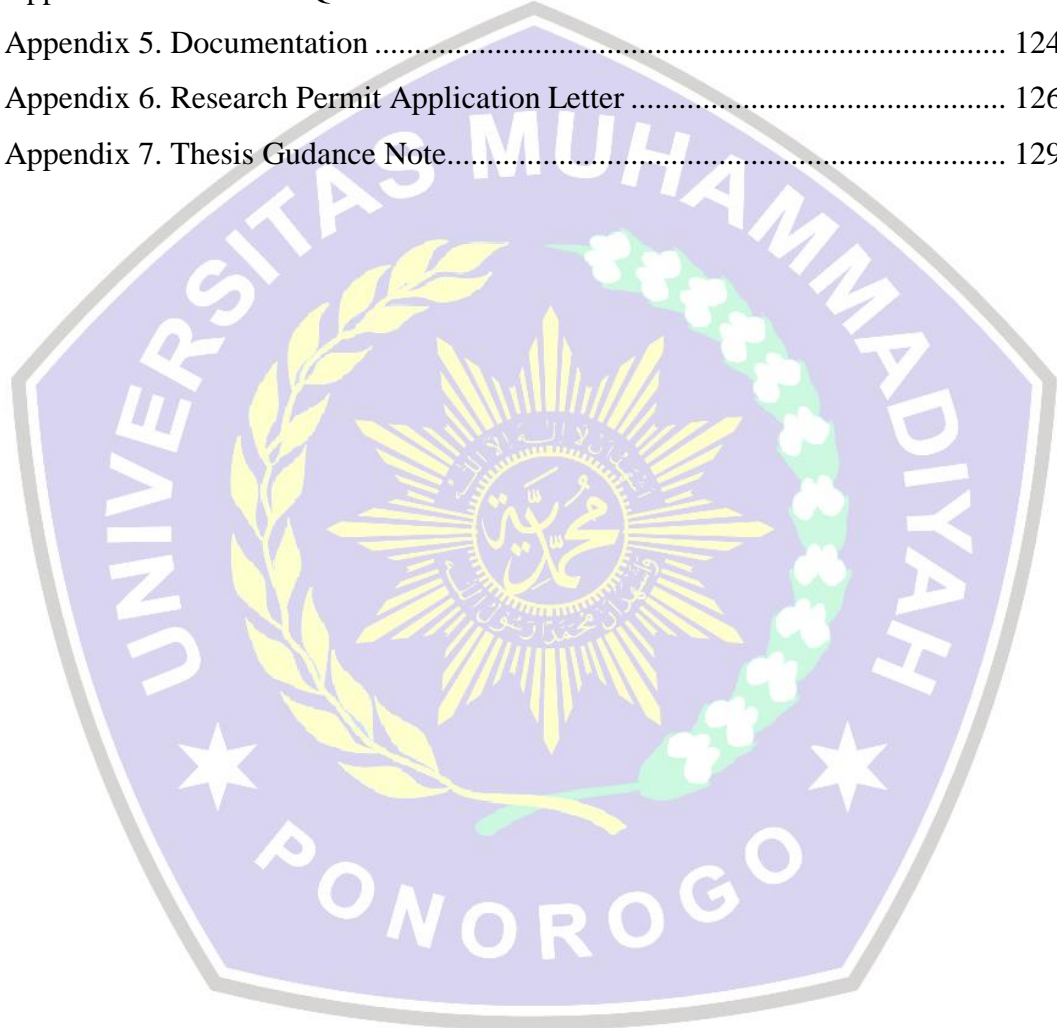 Appendix 5. Documentation ........................................................................... 124
Appendix 6. Research Permit Application Letter ............................................. 126
Appendix 7. Thesis Gudance Note................................................................... 129
UNIVERSITAS MUHAMMADIYAH
محمدية
PONOROGO